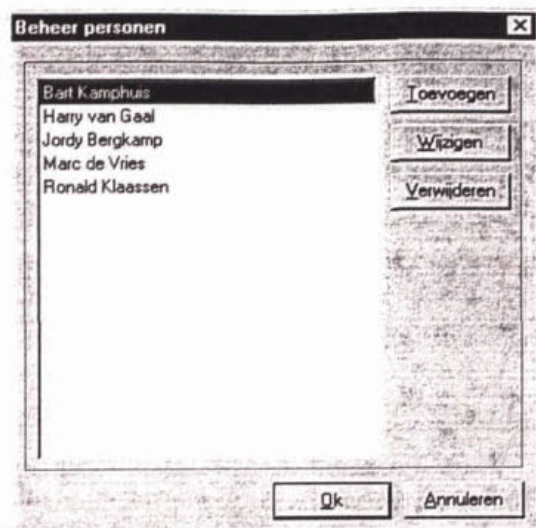 Beheer personen
Bart Kamphuis
Harry van Gaal
Jordy Bergkamp
Marc de Vries
Ronald Klaassen
Toevoegen
Wijzigen
Verwijderen
Ok
Annuleren